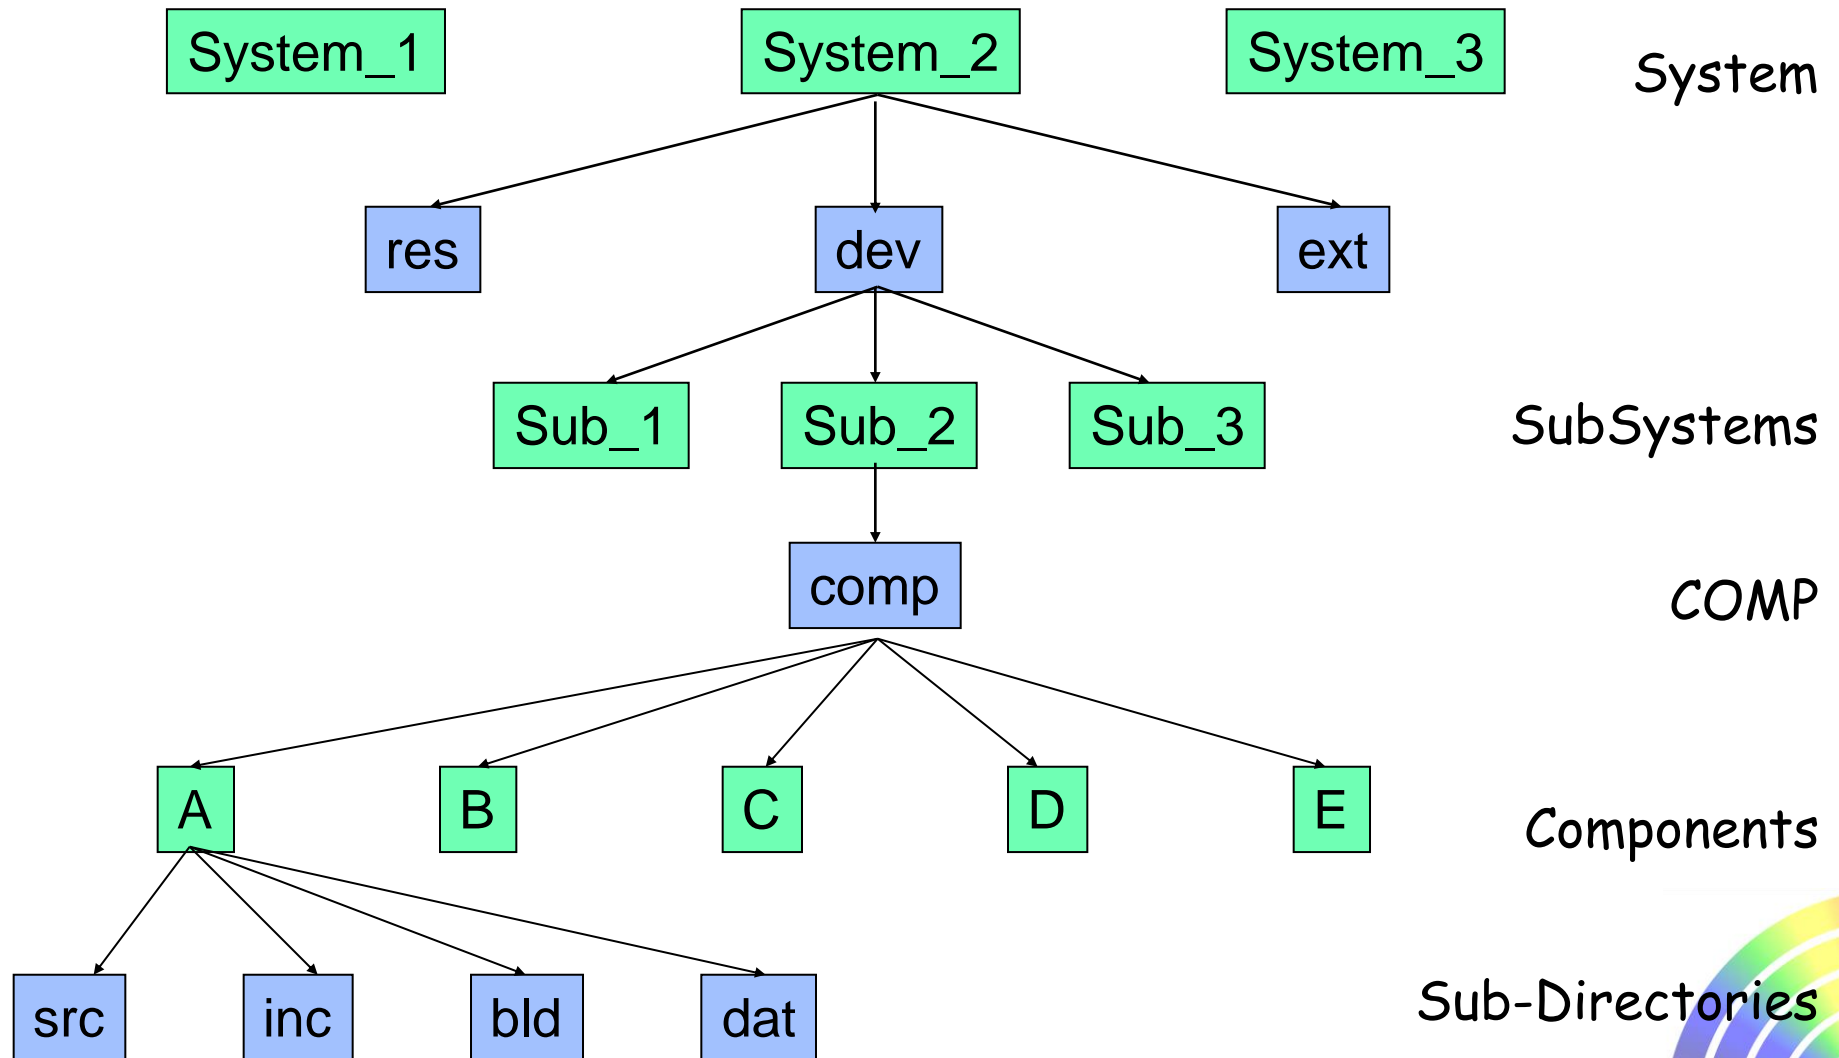 System_1
System_2
System_3
System
res
dev
ext
Sub_1
Sub_2
Sub_3
SubSystems
comp
COMP
A
B
C
D
E
Components
src
inc
bld
dat
Sub-Directories